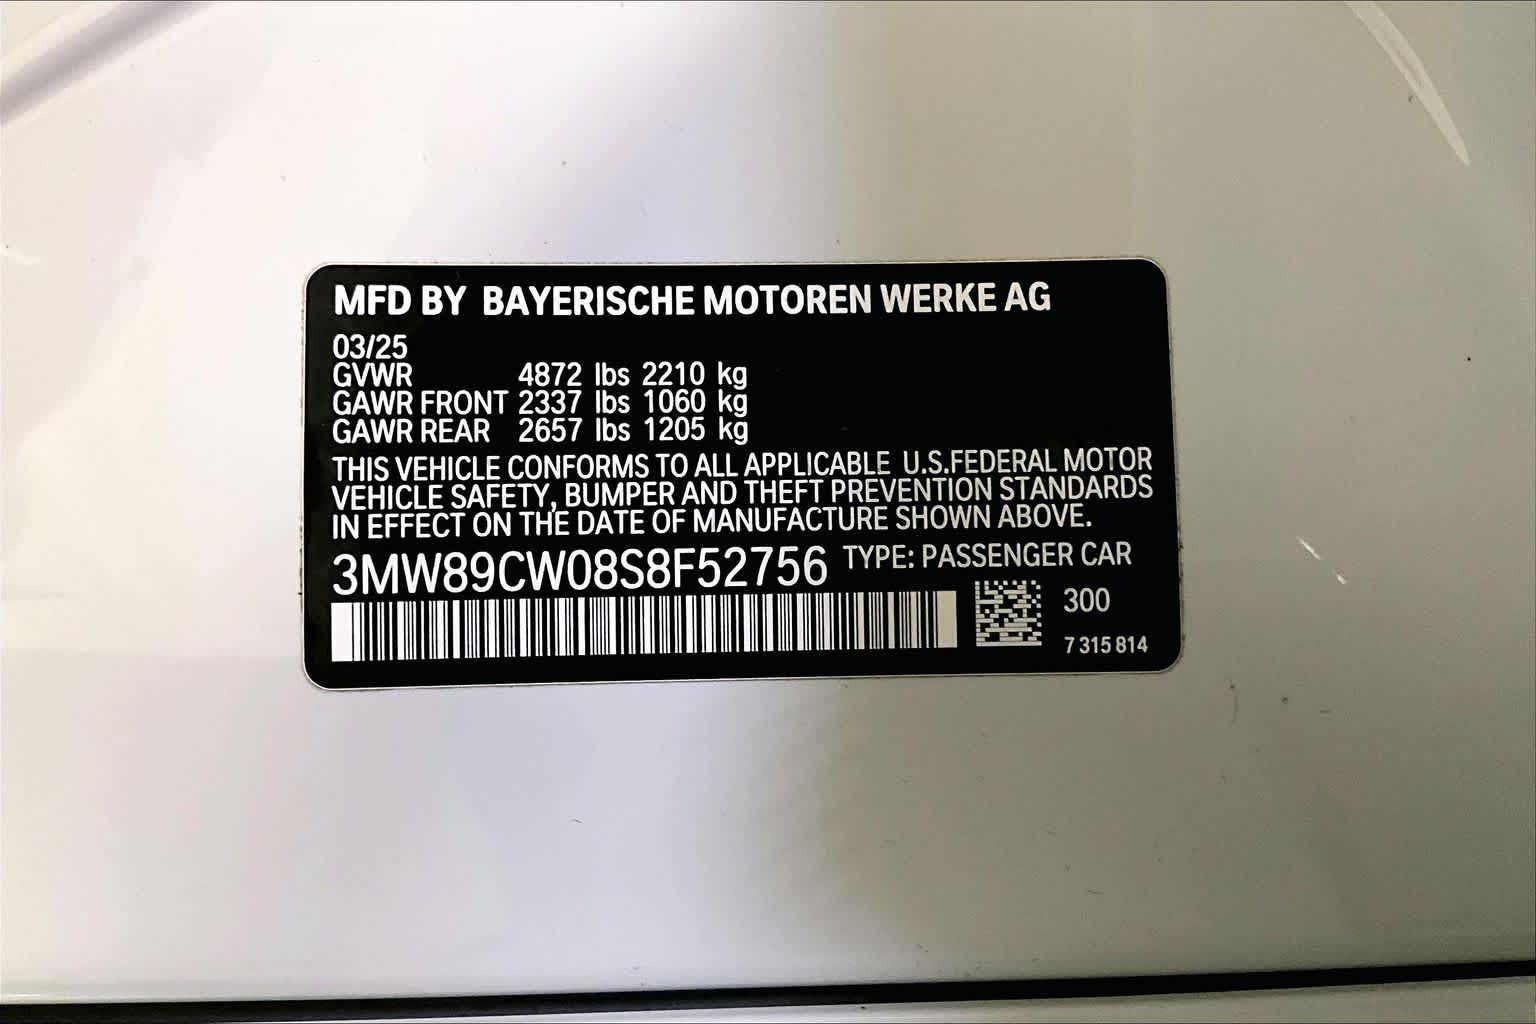 MFD BY BAYERISCHE MOTOREN WERKE AG
03/25
GVWR 4872 lbs 2210 kg
GAWR FRONT 2337 lbs 1060 kg
GAWR REAR 2657 lbs 1205 kg
THIS VEHICLE CONFORMS TO ALL APPLICABLE U.S.FEDERAL MOTOR
VEHICLE SAFETY, BUMPER AND THEFT PREVENTION STANDARDS
IN EFFECT ON THE DATE OF MANUFACTURE SHOWN ABOVE.
3MW89CW08S8F52756 TYPE: PASSENGER CAR
300
7 315 814